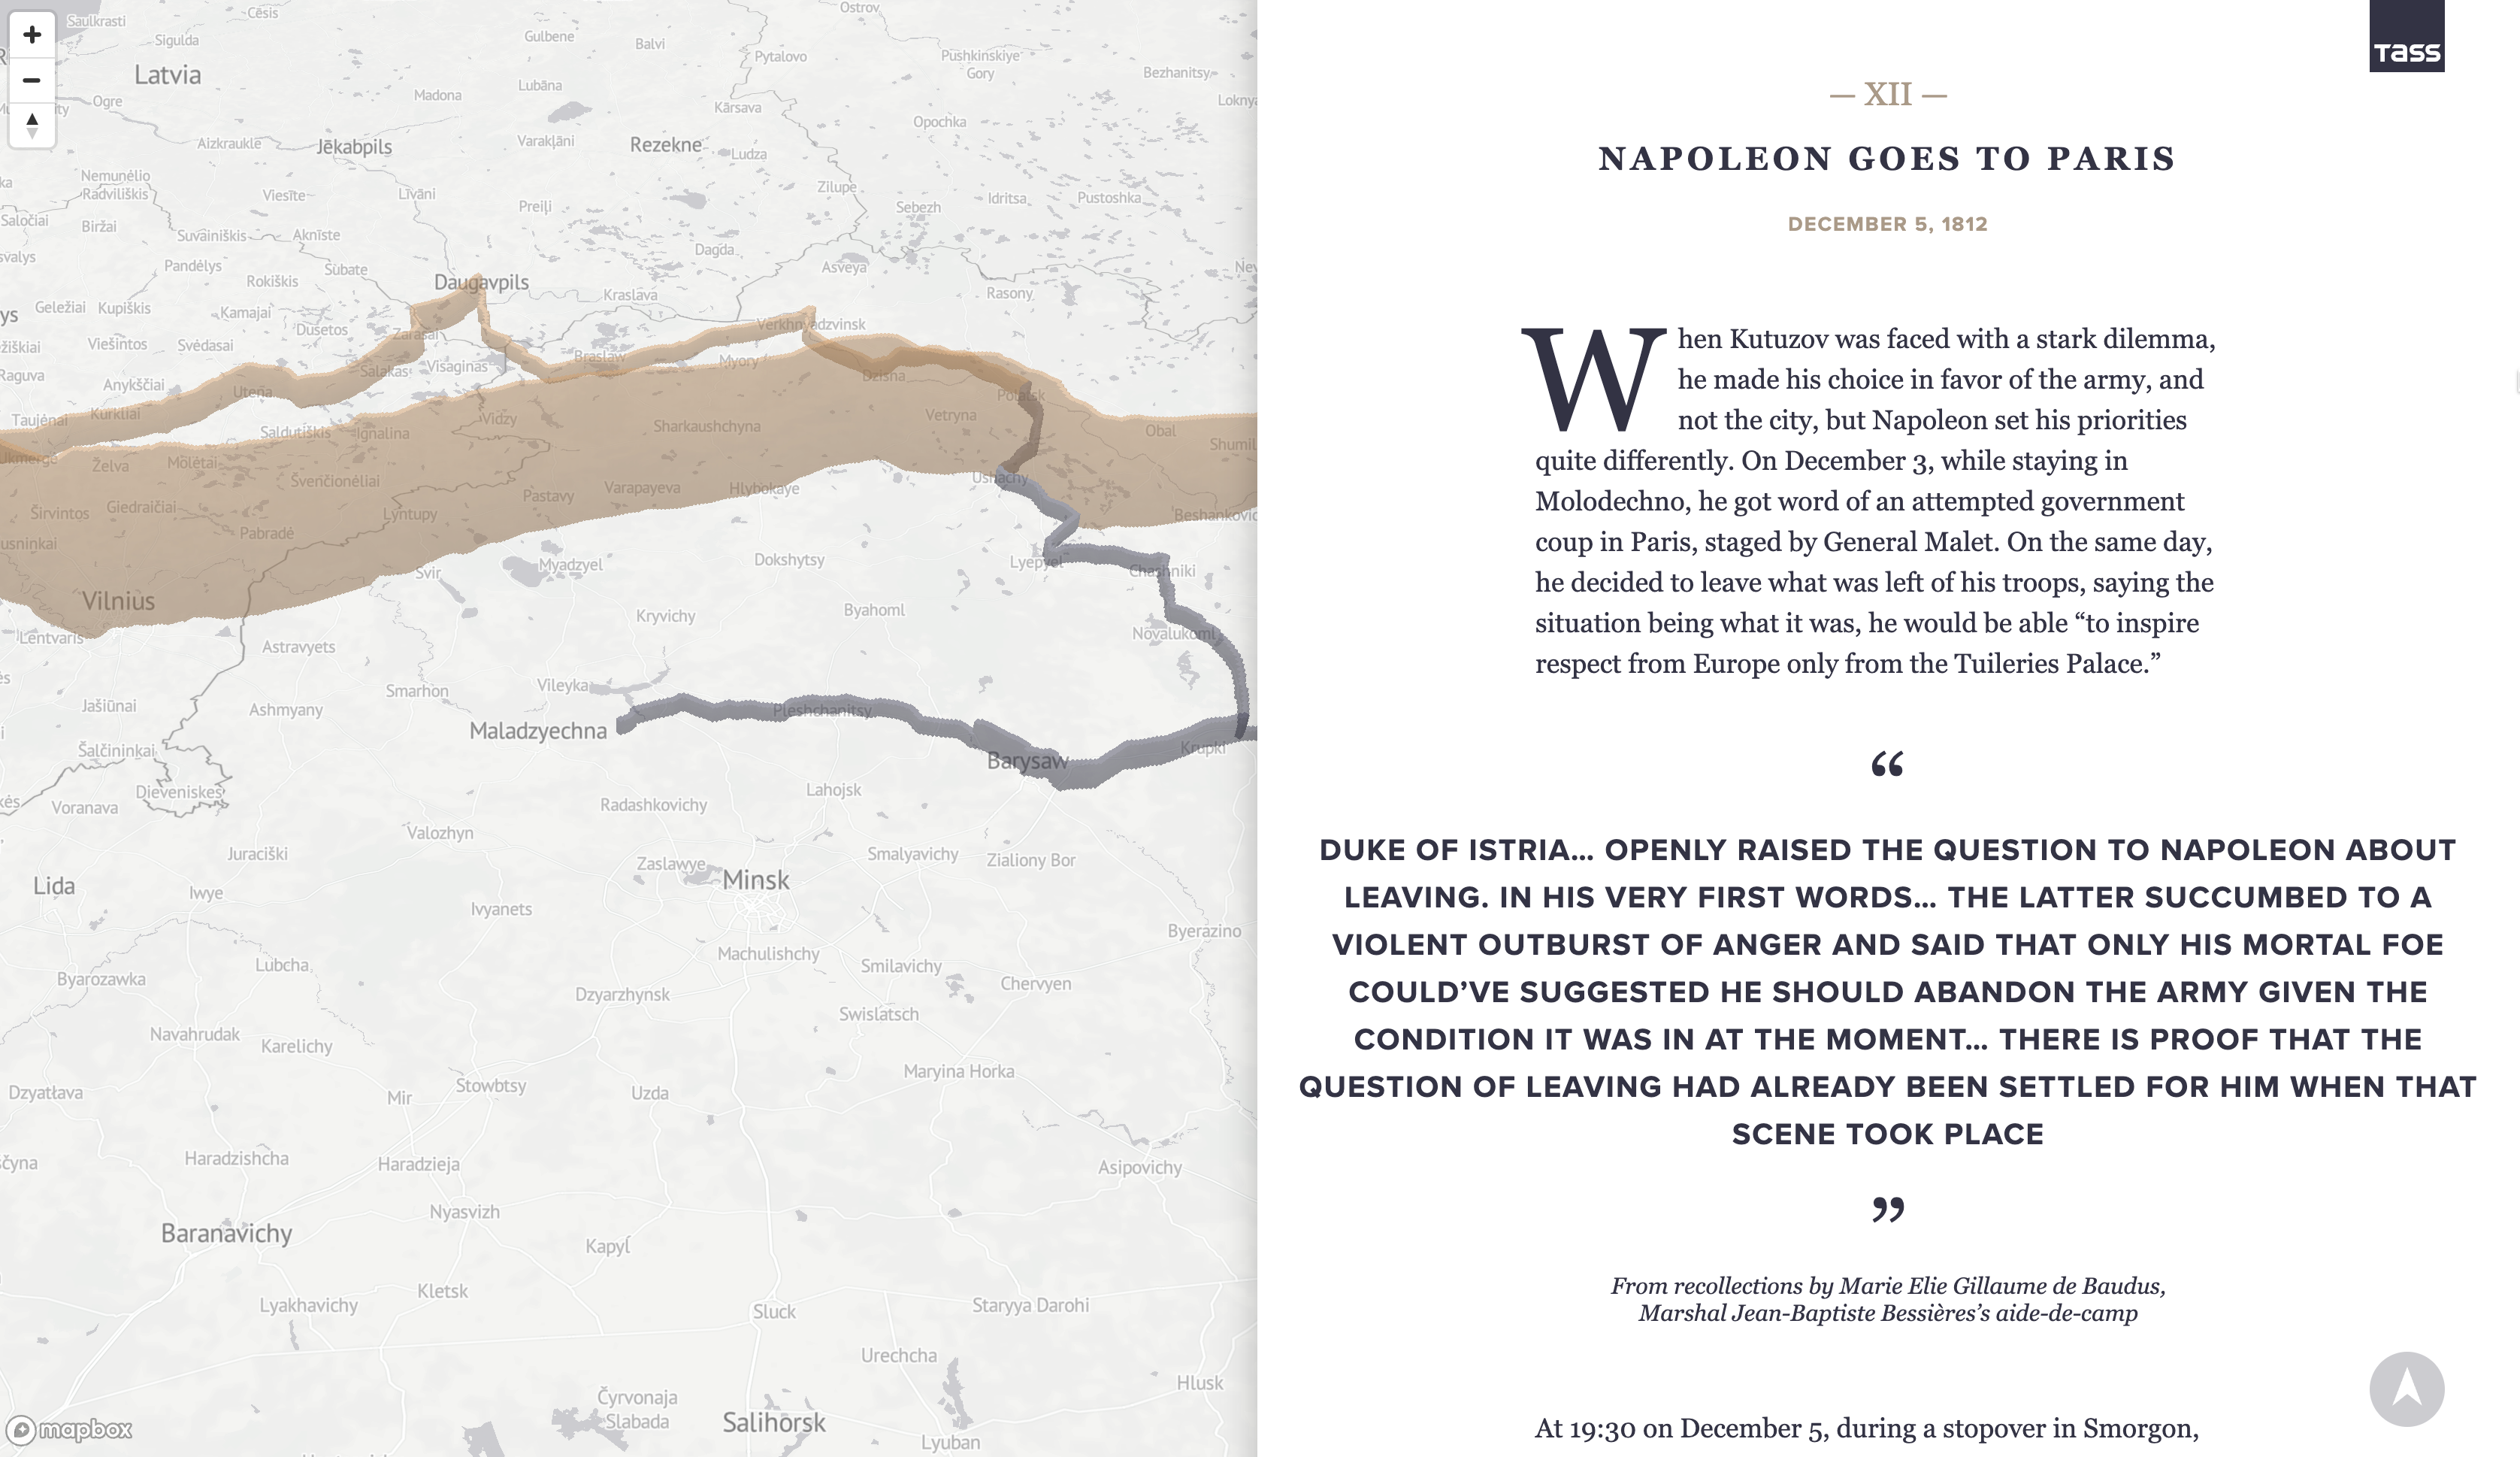 Saulkrasti
Cēsis
Ostrov
Sigulda
Gulbene
Balvi
Pytalovo
Pushkinskiye
Gory
Bezhanitsy
Latvia
Ogre
Madona
Lubāna
Kārsava
Opochka
Loknya
Aizkraukle
Jēkabpils
Varakļāni
Rezekne
Ludza
Nemunėlio
Radviliškis
Viesīte
Līvāni
Preiļi
Zilupe
Sebezh
Idritsa
Pustoshka
Saločiai
Biržai
Suvainiškis
Aknīste
Dagda
svalys
Pandėlys
Rokiškis
Subate
Daugavpils
Asveya
Nev
Geležiai
Kupiškis
Kamajai
Kraslava
Rasony
ys
Dusetos
Zarasai
Verkhnyadzvinsk
žiškiai
Viešintos
Svėdasai
Salakas
Visaginas
Braslaw
Myory
Dzisna
Raguva
Anykščiai
Utena
Polatsk
Taujėnai
Kurkliai
Saldutiškis
Ignalina
Vidzy
Sharkaushchyna
Vetryna
Obal
Shumil
Ukmergė
Želva
Molėtai
Švenčionėliai
Pastavy
Varapayeva
Hlybokaye
Ushachy
Širvintos
Giedraičiai
Pabradė
Lyntupy
Beshankovic
usninkai
Svir
Myadzyel
Dokshytsy
Lyepyel
Chashniki
Vilnius
Lentvaris
Astravyets
Kryvichy
Byahoml
Novalukoml
Jašiūnai
Ashmyany
Smarhon
Vileyka
Maladzyechna
Pleshchanitsy
Barysaw
Krupki
Šalčininkai
Dieveniskes
Voranava
Radashkovichy
Lahojsk
Valozhyn
Juraciški
Zaslawye
Minsk
Smalyavichy
Zialiony Bor
Lida
Iwye
Ivyanets
Byerazino
Byarozawka
Lubcha
Machulishchy
Smilavichy
Chervyen
Dzyarzhynsk
Swislatsch
Navahrudak
Karelichy
Maryina Horka
Dzyatława
Mir
Stowbtsy
Uzda
ščyna
Haradzishcha
Haradzieja
Asipovichy
Baranavichy
Nyasvizh
Kapyĺ
Kletsk
Lyakhavichy
Sluck
Staryya Darohi
Urechcha
Hlusk
Čyrvonaja
Slabada
Salihorsk
Lyuban
mapbox
Tass
— XII —
NAPOLEON GOES TO PARIS
DECEMBER 5, 1812
When Kutuzov was faced with a stark dilemma,
he made his choice in favor of the army, and
not the city, but Napoleon set his priorities
quite differently. On December 3, while staying in
Molodechno, he got word of an attempted government
coup in Paris, staged by General Malet. On the same day,
he decided to leave what was left of his troops, saying the
situation being what it was, he would be able “to inspire
respect from Europe only from the Tuileries Palace.”
“
DUKE OF ISTRIA... OPENLY RAISED THE QUESTION TO NAPOLEON ABOUT
LEAVING. IN HIS VERY FIRST WORDS... THE LATTER SUCCUMBED TO A
VIOLENT OUTBURST OF ANGER AND SAID THAT ONLY HIS MORTAL FOE
COULD’VE SUGGESTED HE SHOULD ABANDON THE ARMY GIVEN THE
CONDITION IT WAS IN AT THE MOMENT... THERE IS PROOF THAT THE
QUESTION OF LEAVING HAD ALREADY BEEN SETTLED FOR HIM WHEN THAT
SCENE TOOK PLACE
”
From recollections by Marie Elie Gillaume de Baudus,
Marshal Jean-Baptiste Bessières’s aide-de-camp
At 19:30 on December 5, during a stopover in Smorgon,